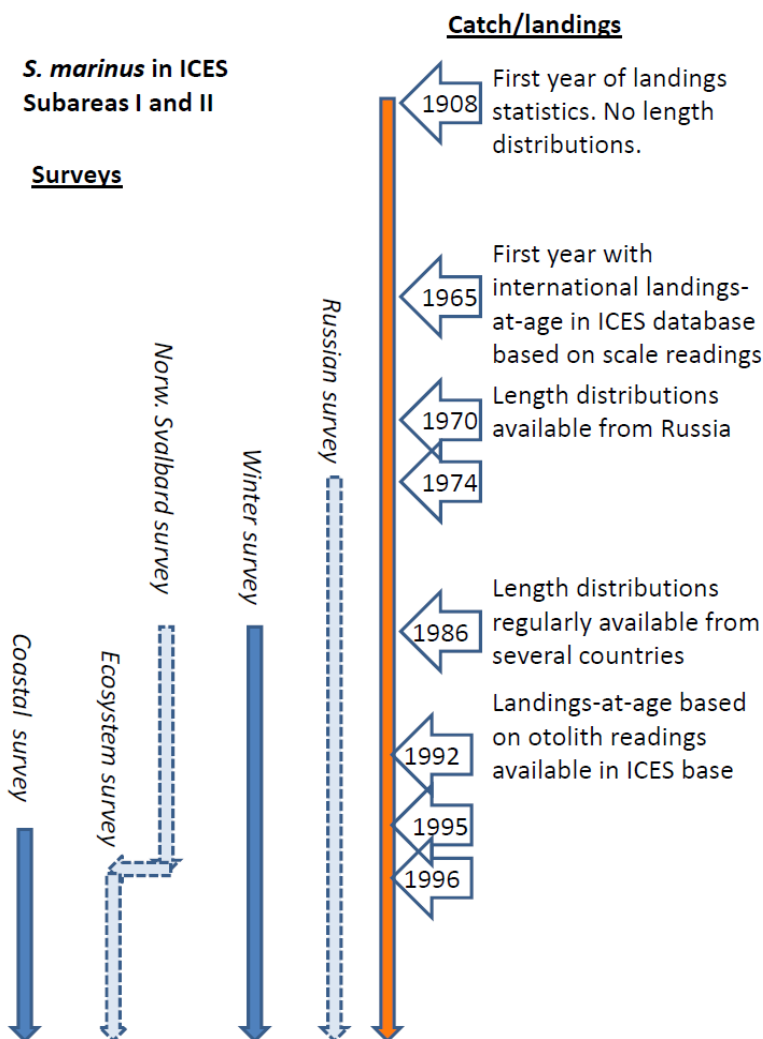 S. marinus in ICES
Subareas I and II
Surveys
Catch/landings
1908
First year of landings
statistics. No length
distributions.
1965
First year with
international landings-
at-age in ICES database
based on scale readings
1970
Length distributions
available from Russia
1974
1986
Length distributions
regularly available from
several countries
1992
Landings-at-age based
on otolith readings
available in ICES base
1995
1996
Coastal survey
Ecosystem survey
Norw. Svalbard survey
Winter survey
Russian survey